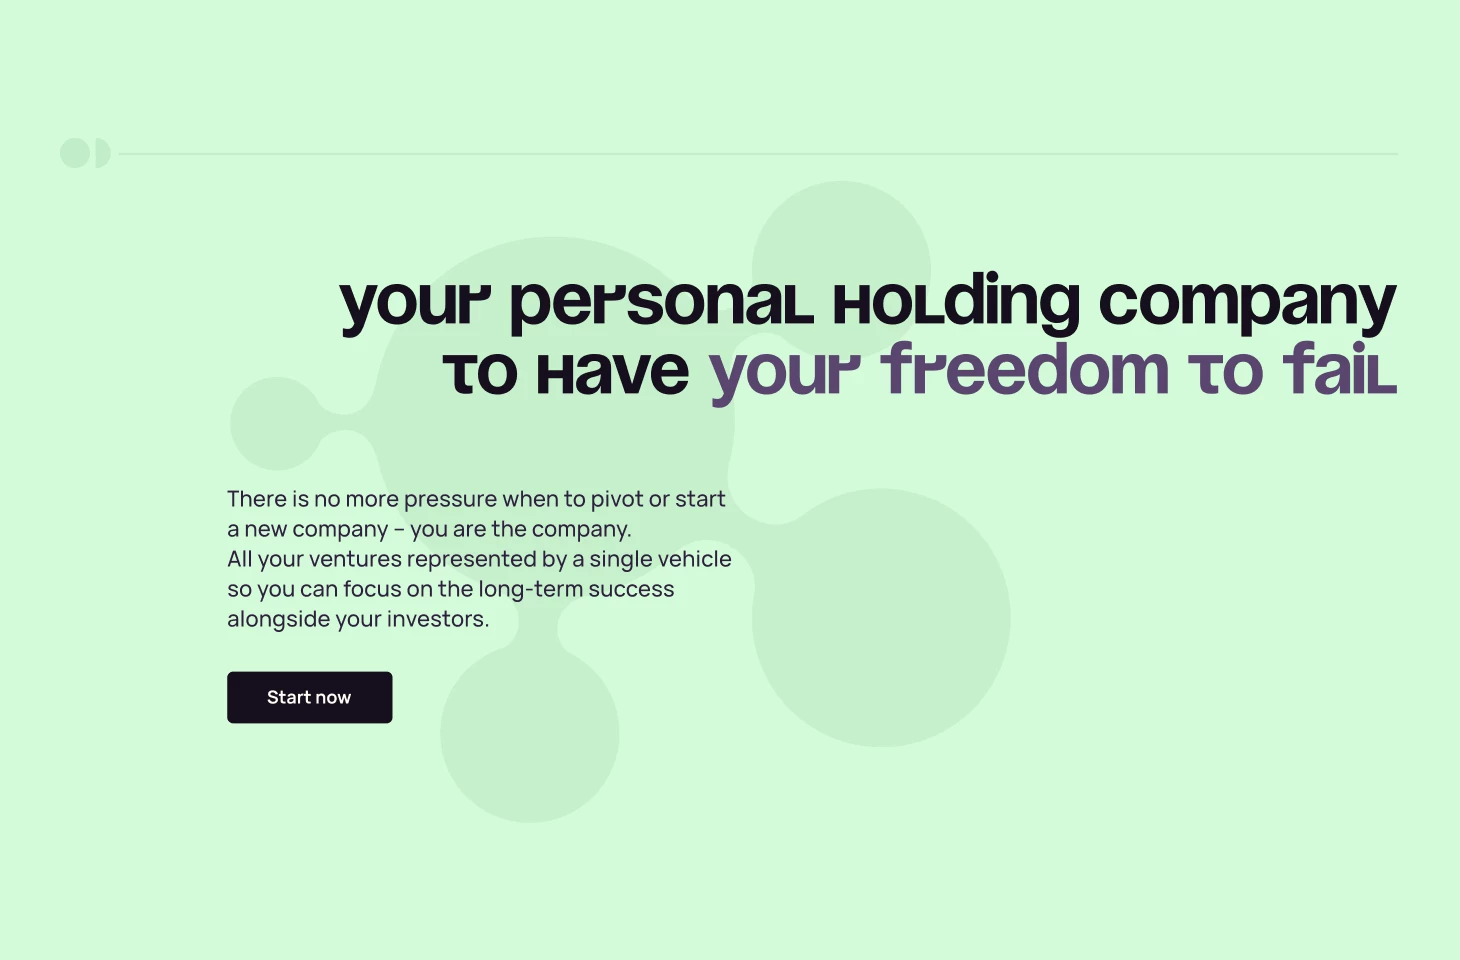 your personal Holding company
to Have your freedom to fail
There is no more pressure when to pivot or start
a new company – you are the company.
All your ventures represented by a single vehicle
so you can focus on the long-term success
alongside your investors.
Start now